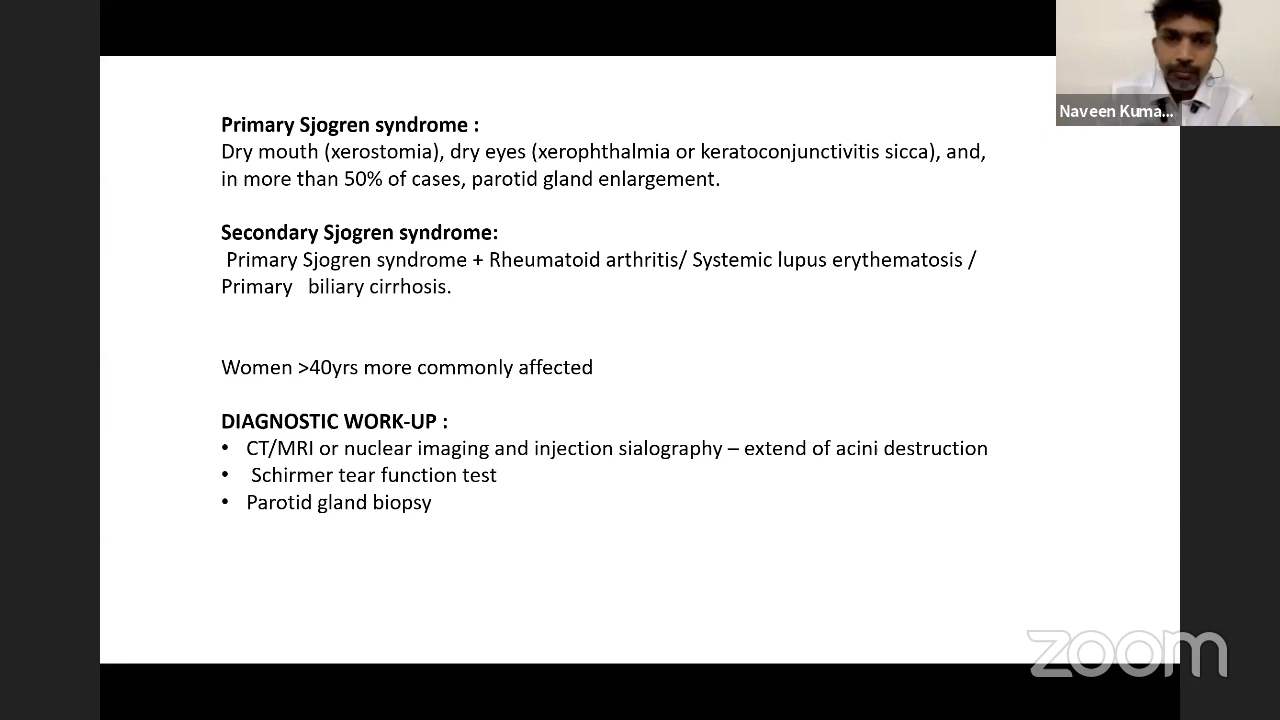 Naveen Kuma...
Primary Sjogren syndrome :
Dry mouth (xerostomia), dry eyes (xerophthalmia or keratoconjunctivitis sicca), and,
in more than 50% of cases, parotid gland enlargement.
Secondary Sjogren syndrome:
Primary Sjogren syndrome + Rheumatoid arthritis/ Systemic lupus erythematosis /
Primary biliary cirrhosis.
Women >40yrs more commonly affected
DIAGNOSTIC WORK-UP :
• CT/MRI or nuclear imaging and injection sialography – extend of acini destruction
• Schirmer tear function test
• Parotid gland biopsy
zoom